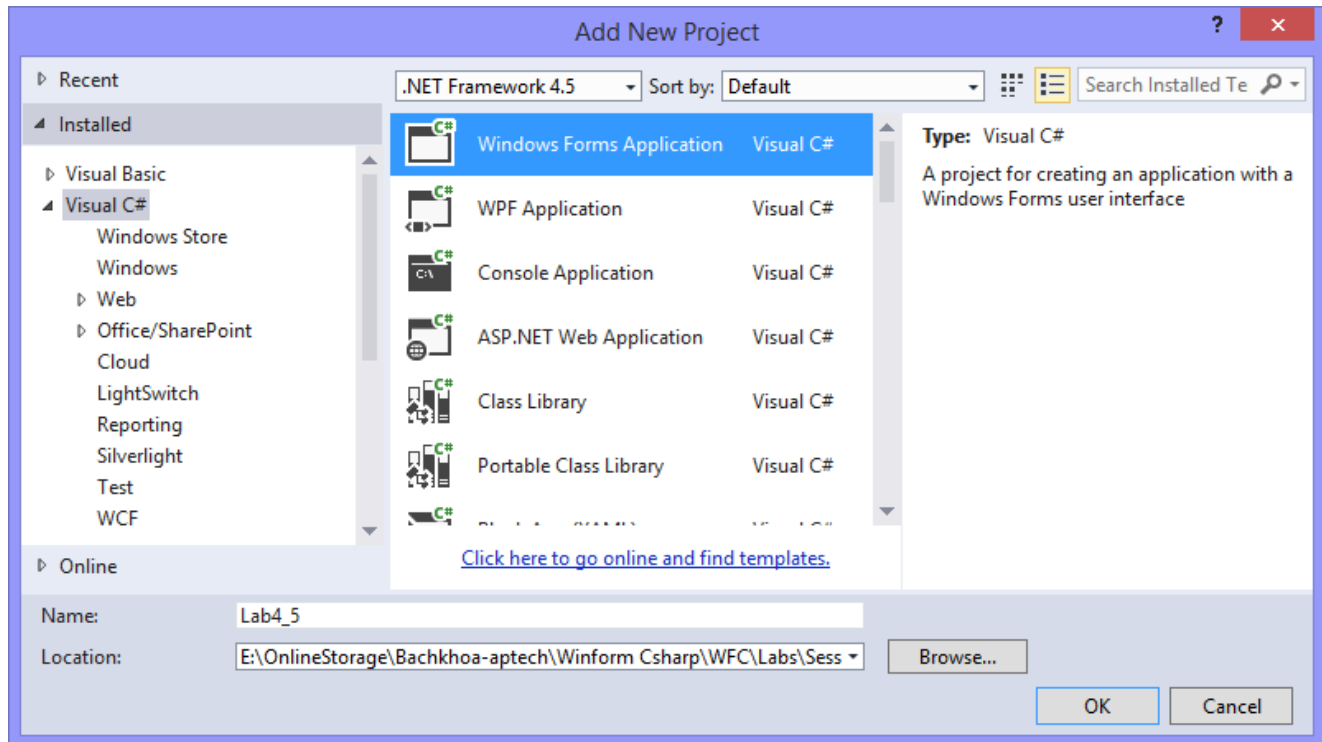 Add New Project
?
Recent
Installed
Visual Basic
Visual C#
Windows Store
Windows
Web
Office/SharePoint
Cloud
LightSwitch
Reporting
Silverlight
Test
WCF
Online
.NET Framework 4.5 Sort by: Default
Search Installed Te
C# Windows Forms Application Visual C#
C# WPF Application Visual C#
C# C:\ Console Application Visual C#
C# ASP.NET Web Application Visual C#
C# Class Library Visual C#
C# Portable Class Library Visual C#
C#
Click here to go online and find templates.
Type: Visual C#
A project for creating an application with a
Windows Forms user interface
Name: Lab4_5
Location: E:\OnlineStorage\Bachkhoa-aptech\Winform Csharp\WFC\Labs\Sess
Browse...
OK Cancel